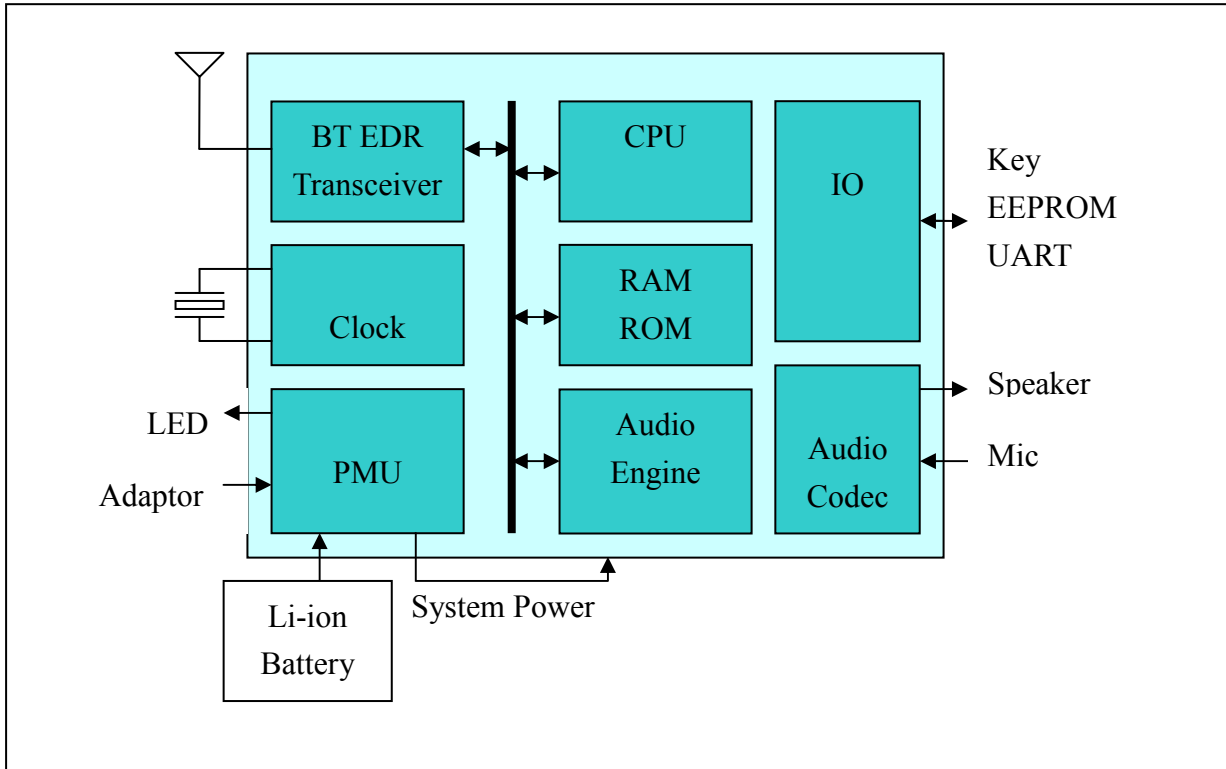 BT EDR
Transceiver
CPU
IO
Key
EEPROM
UART
Clock
RAM
ROM
LED
Adaptor
PMU
Audio
Engine
Audio
Codec
Speaker
Mic
Li-ion
Battery
System Power